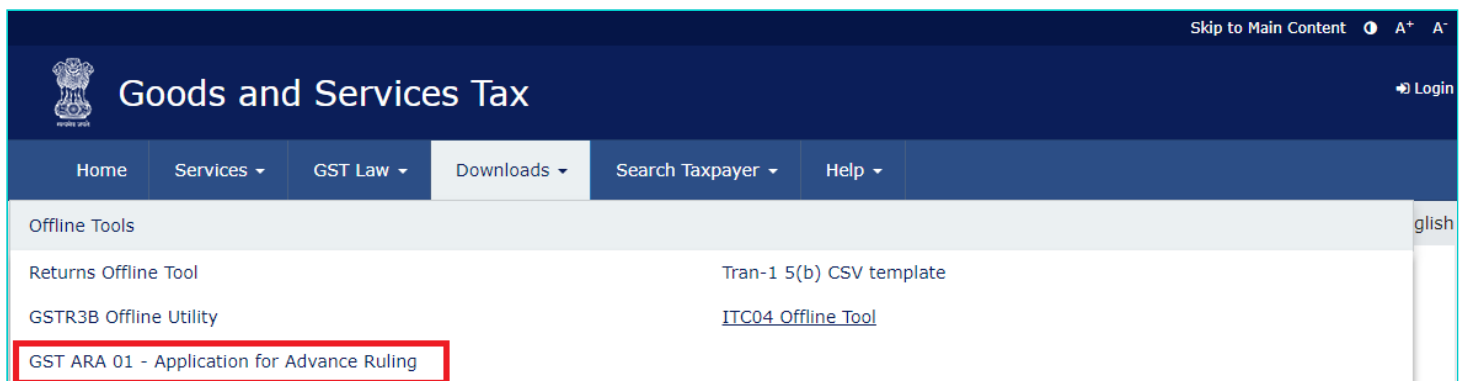 Skip to Main Content A+ A-
Goods and Services Tax
Login
Home Services GST Law Downloads Search Taxpayer Help
Offline Tools glish
Returns Offline Tool Tran-1 5(b) CSV template
GSTR3B Offline Utility ITC04 Offline Tool
GST ARA 01 - Application for Advance Ruling